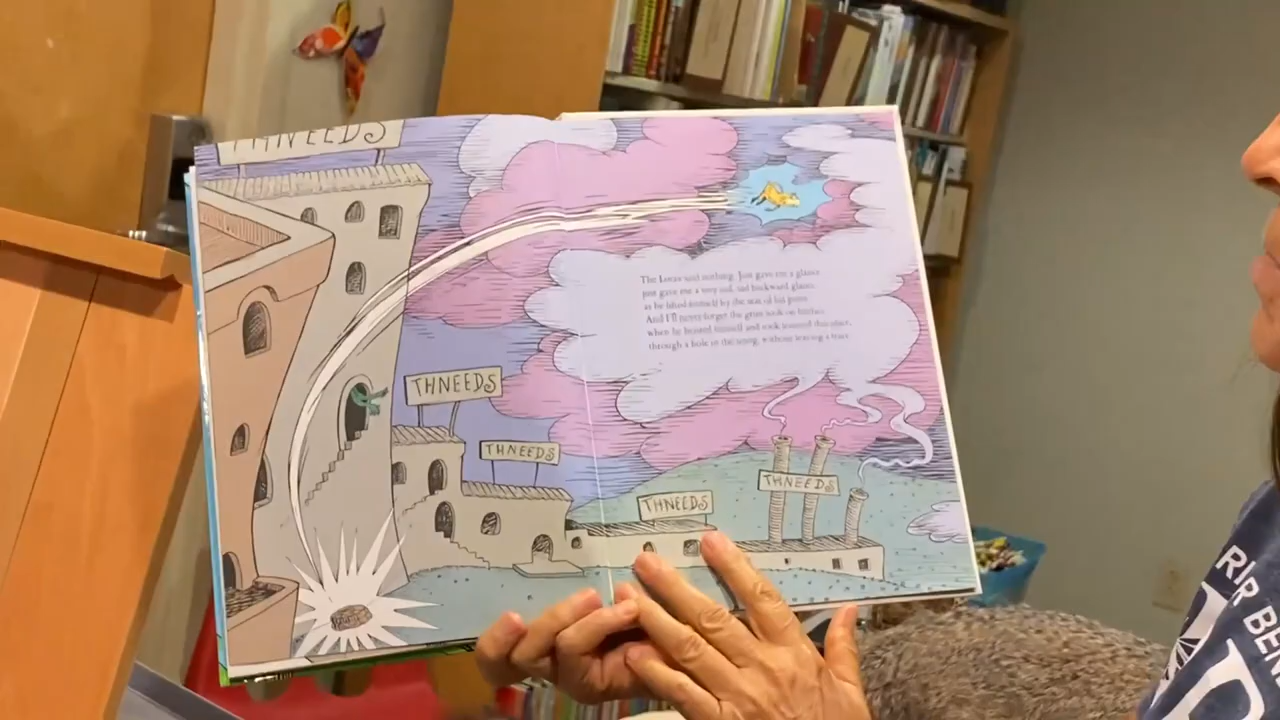 THNEEDS
The Lorax said nothing. Just gave me a glance...
just gave me a very sad, sad backward glance...
as he lifted himself by the seat of his pants.
And I'll never forget the grim look on his face
when he heisted himself and took leave of this place,
through a hole in the smog, without leaving a trace.
THNEEDS
THNEEDS
THNEEDS
THNEEDS
RIR BEN